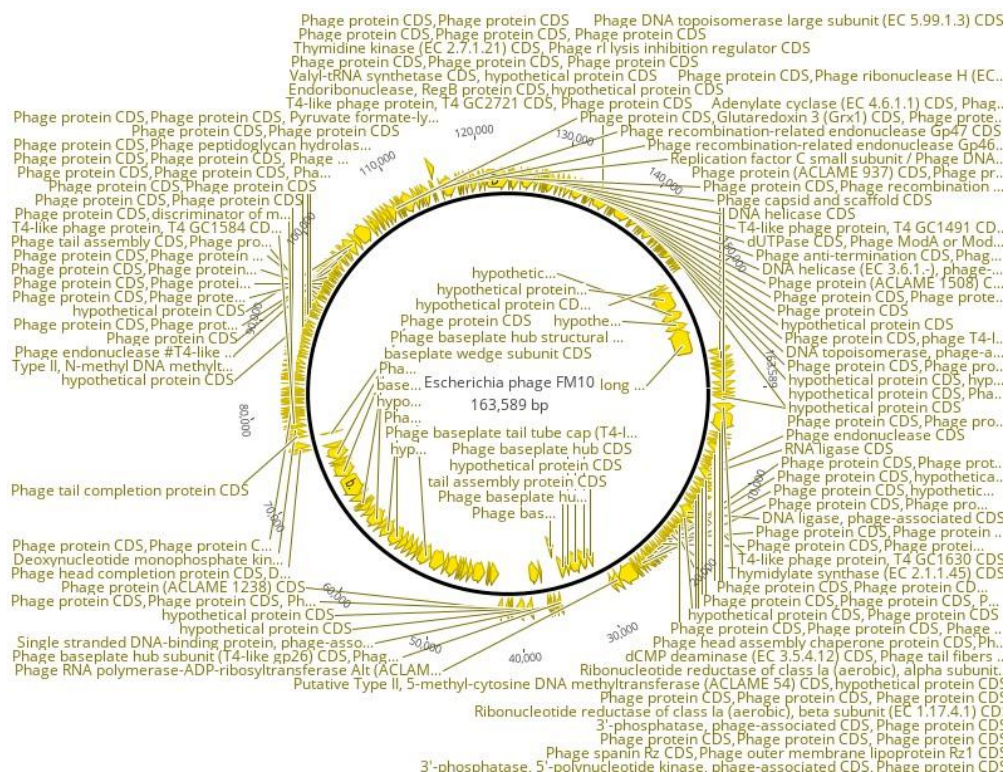 Phage protein CDS,Phage protein CDS
Phage DNA topoisomerase large subunit (EC 5.99.1.3) CDS
Phage protein CDS,Phage protein CDS, Phage protein CDS
Thymidine kinase (EC 2.7.1.21) CDS, Phage rI lysis inhibition regulator CDS
Phage protein CDS,Phage protein CDS, Phage protein CDS
Valyl-tRNA synthetase CDS, hypothetical protein CDS
Phage protein CDS,Phage ribonuclease H (EC...
Endoribonuclease, RegB protein CDS,hypothetical protein CDS
T4-like phage protein, T4 GC2721 CDS, Phage protein CDS
Adenylate cyclase (EC 4.6.1.1) CDS, Phag...
Phage protein CDS,Phage protein CDS, Pyruvate formate-ly...
Phage protein CDS, Phage protein CDS
Phage protein CDS,Phage peptidoglycan hydrolas...
Phage protein CDS, Phage protein CDS, Phage ...
Phage protein CDS, Phage protein CDS, Pha...
Phage protein CDS, Phage protein CDS
Phage protein CDS, Phage protein CDS
Phage protein CDS, discriminator of m...
T4-like phage protein, T4 GC1584 CD...
Phage tail assembly CDS,Phage pro...
Phage protein CDS,Phage protein ...
Phage protein CDS, Phage protein...
Phage protein CDS, Phage protei...
Phage protein CDS, Phage prote...
hypothetical protein CDS
Phage protein CDS, Phage prot...
Phage protein CDS
Phage endonuclease #T4-like ...
Type II, N-methyl DNA methylt...
hypothetical protein CDS
Phage protein CDS,Glutaredoxin 3 (Grx1) CDS, Phage prote...
Phage recombination-related endonuclease Gp47 CDS
Phage recombination-related endonuclease Gp46...
Replication factor C small subunit / Phage DNA...
Phage protein (ACLAME 937) CDS,Phage pr...
Phage protein CDS, Phage recombination ...
Phage capsid and scaffold CDS
DNA helicase CDS
T4-like phage protein, T4 GC1491 CD...
dUTPase CDS, Phage ModA or Mod...
Phage anti-termination CDS, Phag...
DNA helicase (EC 3.6.1.-), phage-...
Phage protein (ACLAME 1508) C...
Phage protein CDS, Phage prote...
Phage protein CDS
hypothetical protein CDS
Phage protein CDS, phage T4-I...
DNA topoisomerase, phage-a...
Phage protein CDS, Phage pro...
hypothetical protein CDS, hyp...
hypothetical protein CDS, Pha...
hypothetical protein CDS
Phage protein CDS, Phage pro...
Phage endonuclease CDS
RNA ligase CDS
Phage protein CDS, Phage prot...
Phage protein CDS, hypothetica...
Phage protein CDS, hypothetic...
Phage protein CDS, Phage pro...
DNA ligase, phage-associated CDS
Phage protein CDS, Phage protein ...
Phage protein CDS, Phage protei...
T4-like phage protein, T4 GC1630 CDS
Thymidylate synthase (EC 2.1.1.45) CDS
Phage protein CDS, Phage protein CD...
Phage protein CDS, Phage protein CDS, P...
hypothetical protein CDS, Phage protein CDS
Phage protein CDS, Phage protein CDS, Phage ...
Phage head assembly chaperone protein CDS,Ph...
dCMP deaminase (EC 3.5.4.12) CDS, Phage tail fibers ...
Ribonucleotide reductase of class Ia (aerobic), alpha subunit...
hypothetic...
hypothetical protein...
hypothetical protein CD...
Phage protein CDS
hypothe...
Phage baseplate hub structural ...
baseplate wedge subunit CDS
Pha...
base...
Escherichia phage FM10
long ...
163,589 bp
hypo...
Pha...
Phage baseplate tail tube cap (T4-l...
hyp...
Phage baseplate hub CDS
hypothetical protein CDS
tail assembly protein CDS
Phage baseplate hu...
Phage bas...
b.
10,000
20,000
30,000
40,000
50,000
60,000
70,000
80,000
100,000
110,000
120,000
130,000
140,000
150,000
163,589
Phage tail completion protein CDS
Phage protein CDS,Phage protein C...
Deoxynucleotide monophosphate kin...
Phage head completion protein CDS, D...
Phage protein (ACLAME 1238) CDS
Phage protein CDS, Phage protein CDS, Ph...
hypothetical protein CDS
hypothetical protein CDS
Single stranded DNA-binding protein, phage-asso...
Phage baseplate hub subunit (T4-like gp26) CDS, Phag...
Phage RNA polymerase-ADP-ribosyltransferase Alt (ACLAM...
Putative Type II, 5-methyl-cytosine DNA methyltransferase (ACLAME 54) CDS,hypothetical protein CDS
Phage protein CDS, Phage protein CDS, Phage protein CDS
Ribonucleotide reductase of class Ia (aerobic), beta subunit (EC 1.17.4.1) CD
3'-phosphatase, phage-associated CDS, Phage protein CDS
Phage protein CDS, Phage protein CDS, Phage protein CDS
Phage spanin Rz CDS,Phage outer membrane lipoprotein Rz1 CD
3'-phosphatase, 5'-polynucleotide kinase, phage-associated CDS, Phage protein CDS